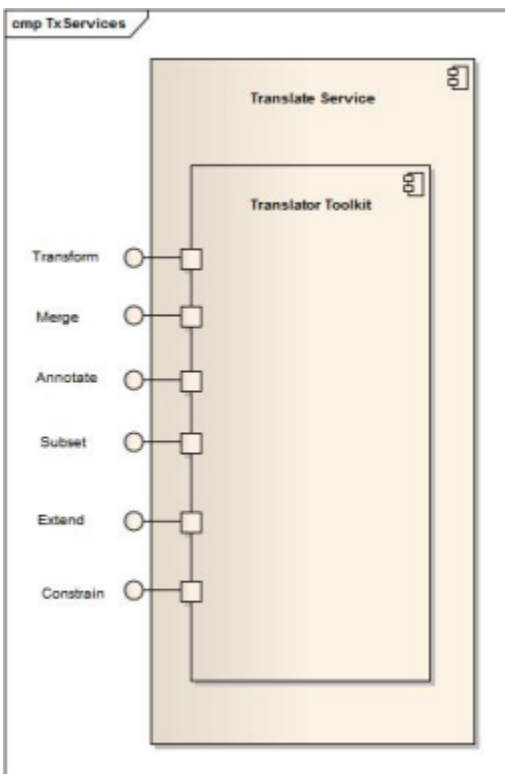 cmp TxServices
Translate Service
Translator Toolkit
Transform
Merge
Annotate
Subset
Extend
Constrain